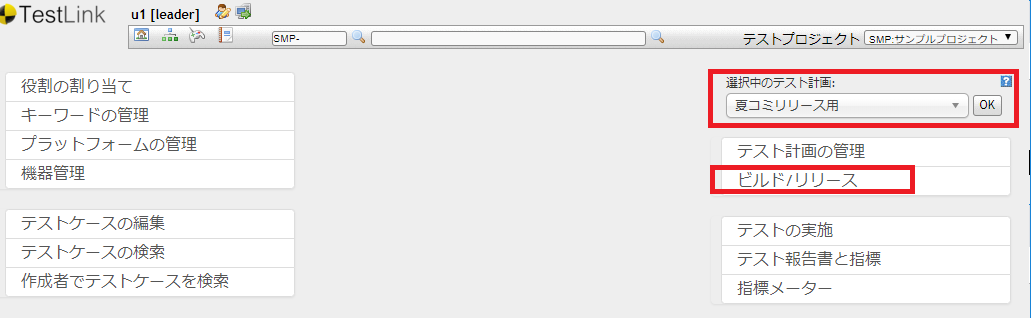 TestLink
u1 [leader]
SMP-
テストプロジェクト SMP:サンプルプロジェクト
役割の割り当て
キーワードの管理
プラットフォームの管理
機器管理
テストケースの編集
テストケースの検索
作成者でテストケースを検索
選択中のテスト計画:
?
夏コミリリース用 OK
テスト計画の管理
ビルド/リリース
テストの実施
テスト報告書と指標
指標メーター